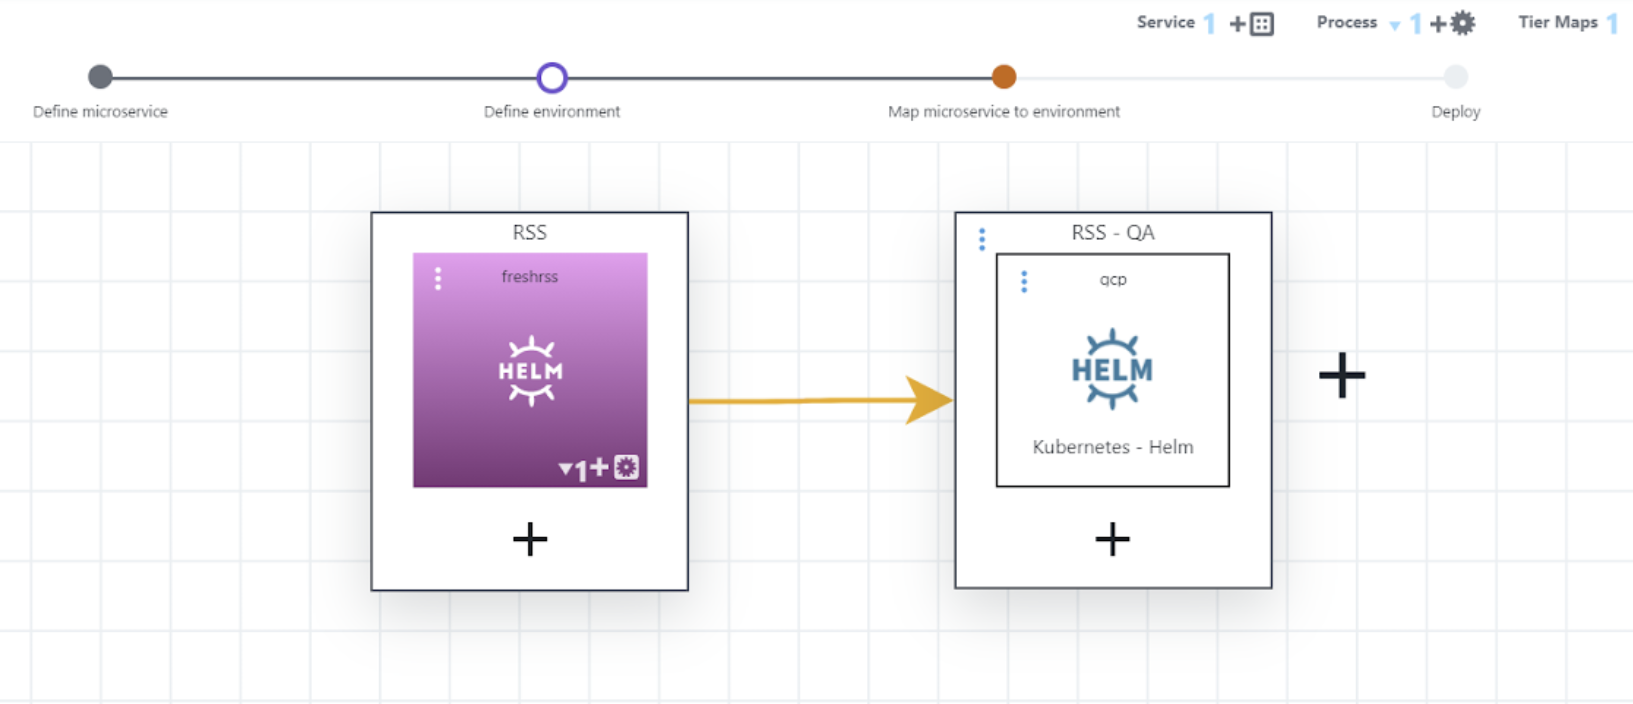 Service 1 Process 1 Tier Maps 1
Define microservice Define environment Map microservice to environment Deploy
RSS
freshrss
HELM
1
RSS - QA
gcp
HELM
Kubernetes - Helm